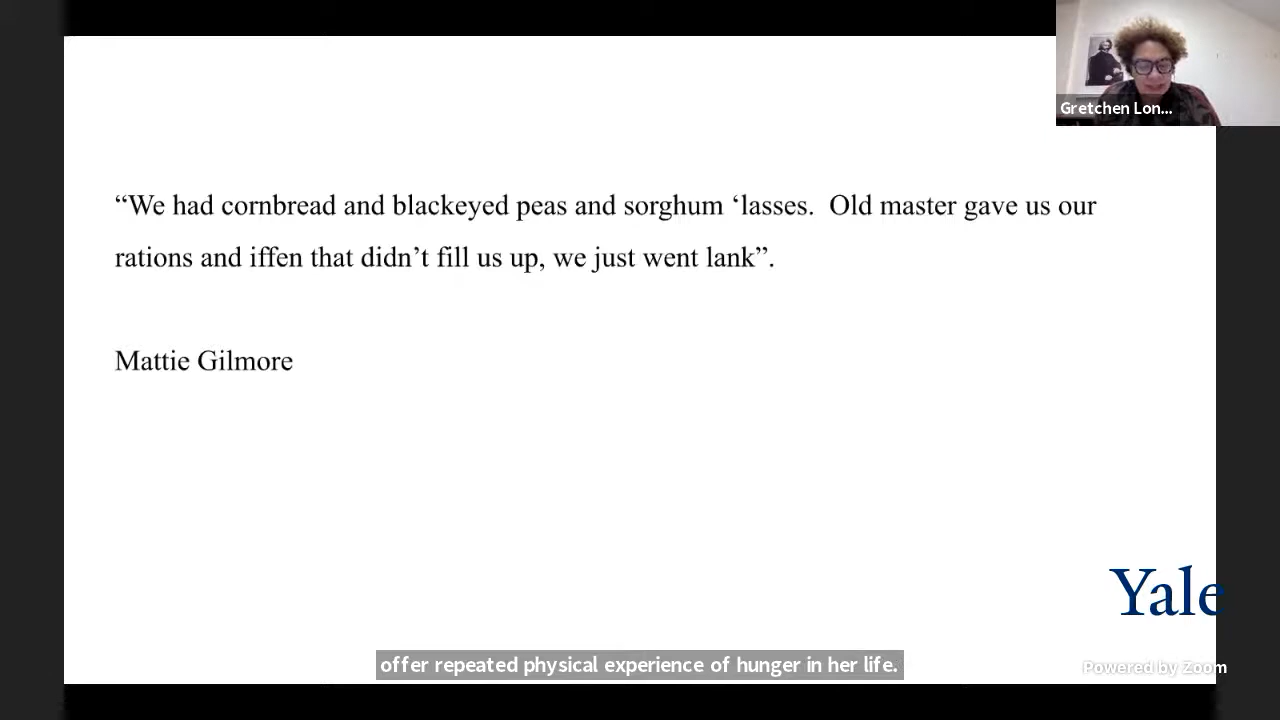 Gretchen Lon...
“We had cornbread and blackeyed peas and sorghum ‘lasses.  Old master gave us our
rations and iffen that didn’t fill us up, we just went lank”.
Mattie Gilmore
Yale
offer repeated physical experience of hunger in her life.
Powered by Zoom